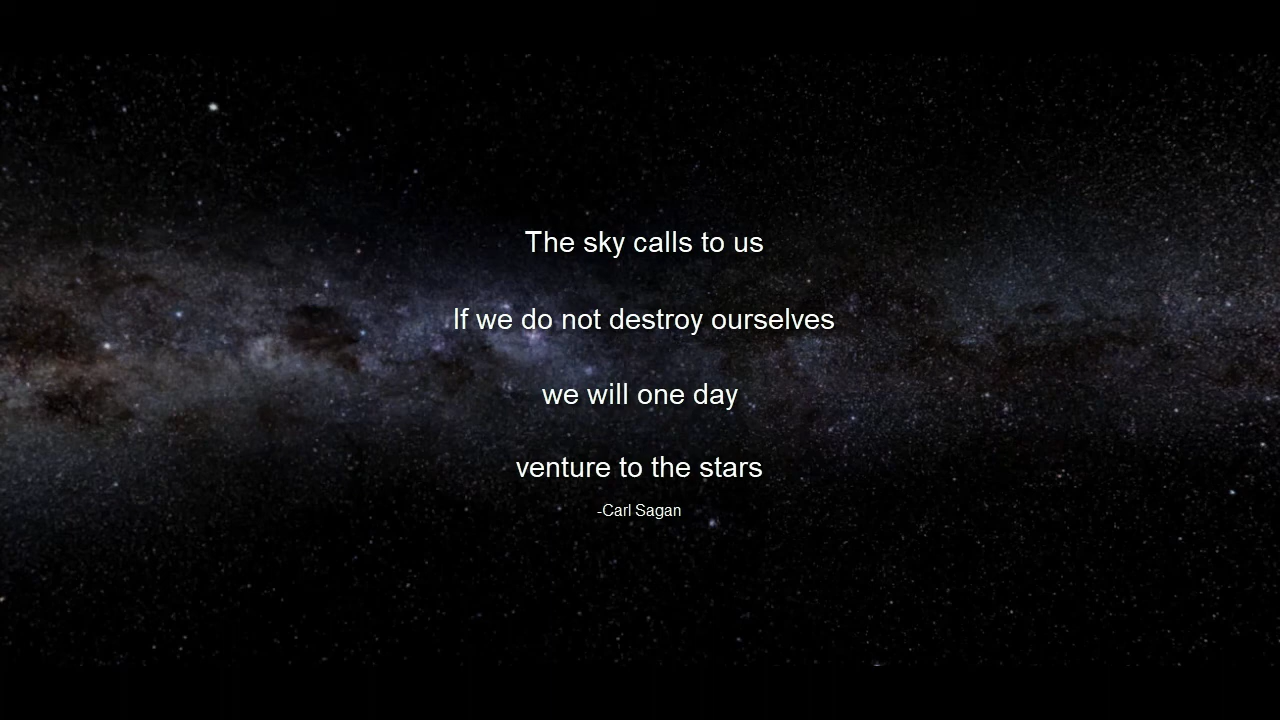 The sky calls to us
If we do not destroy ourselves
we will one day
venture to the stars
-Carl Sagan